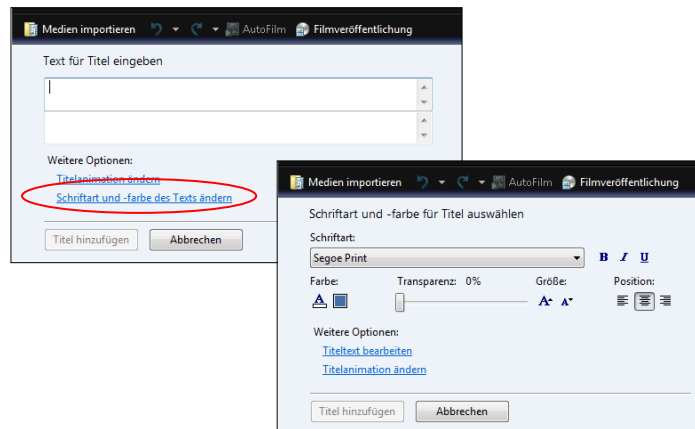 Medien importieren AutoFilm Filmveröffentlichung
Text für Titel eingeben
Weitere Optionen:
Titelanimation ändern
Schriftart und -farbe des Texts ändern
Titel hinzufügen Abbrechen
Medien importieren AutoFilm Filmveröffentlichung
Schriftart und -farbe für Titel auswählen
Schriftart:
Segoe Print B I U
Farbe: Transparenz: 0% Größe: Position:
A A A
Weitere Optionen:
Titeltext bearbeiten
Titelanimation ändern
Titel hinzufügen Abbrechen